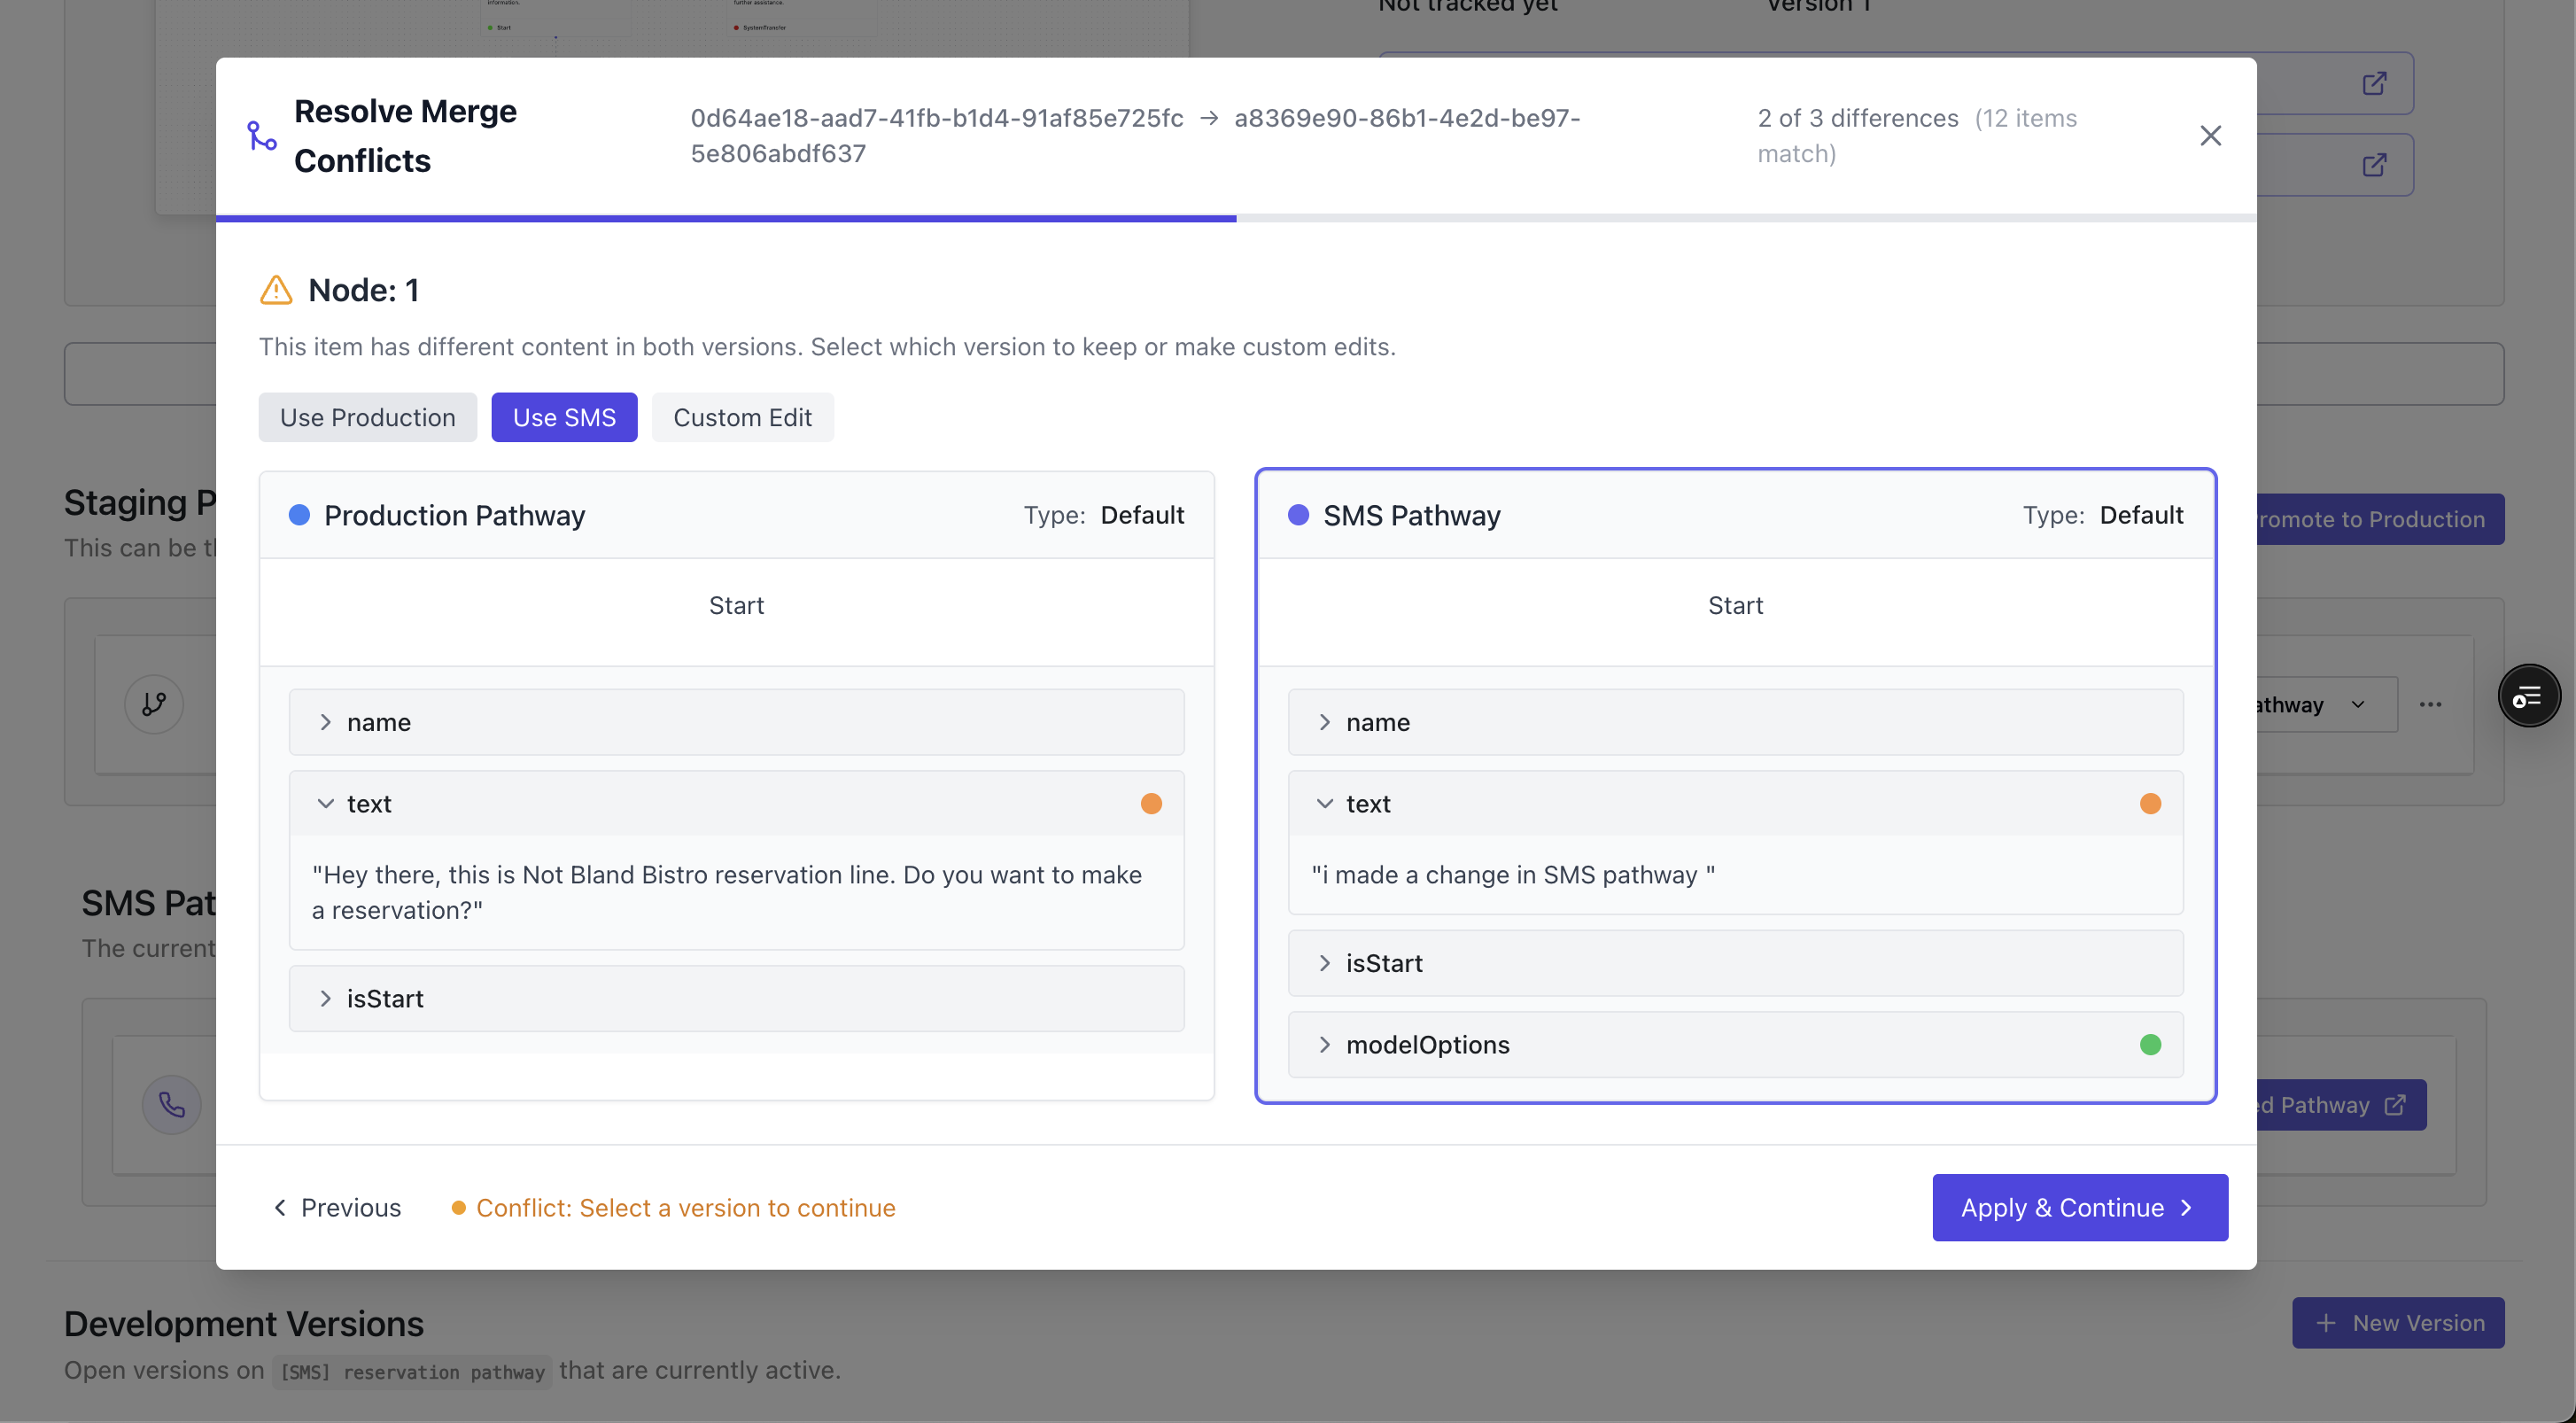 information.
further assistance.
Start
SystemTransfer
Not tracked yet
Version 1
Resolve Merge
Conflicts
0d64ae18-aad7-41fb-b1d4-91af85e725fc → a8369e90-86b1-4e2d-be97-
5e806abdf637
2 of 3 differences (12 items
match)
Node: 1
This item has different content in both versions. Select which version to keep or make custom edits.
Use Production
Use SMS
Custom Edit
Production Pathway
Type: Default
Start
name
text
"Hey there, this is Not Bland Bistro reservation line. Do you want to make
a reservation?"
isStart
SMS Pathway
Type: Default
Start
name
text
"i made a change in SMS pathway "
isStart
modelOptions
Previous
Conflict: Select a version to continue
Apply & Continue
Staging P
This can be
romote to Production
athway
SMS Pat
The current
ed Pathway
Development Versions
Open versions on [SMS] reservation pathway that are currently active.
New Version